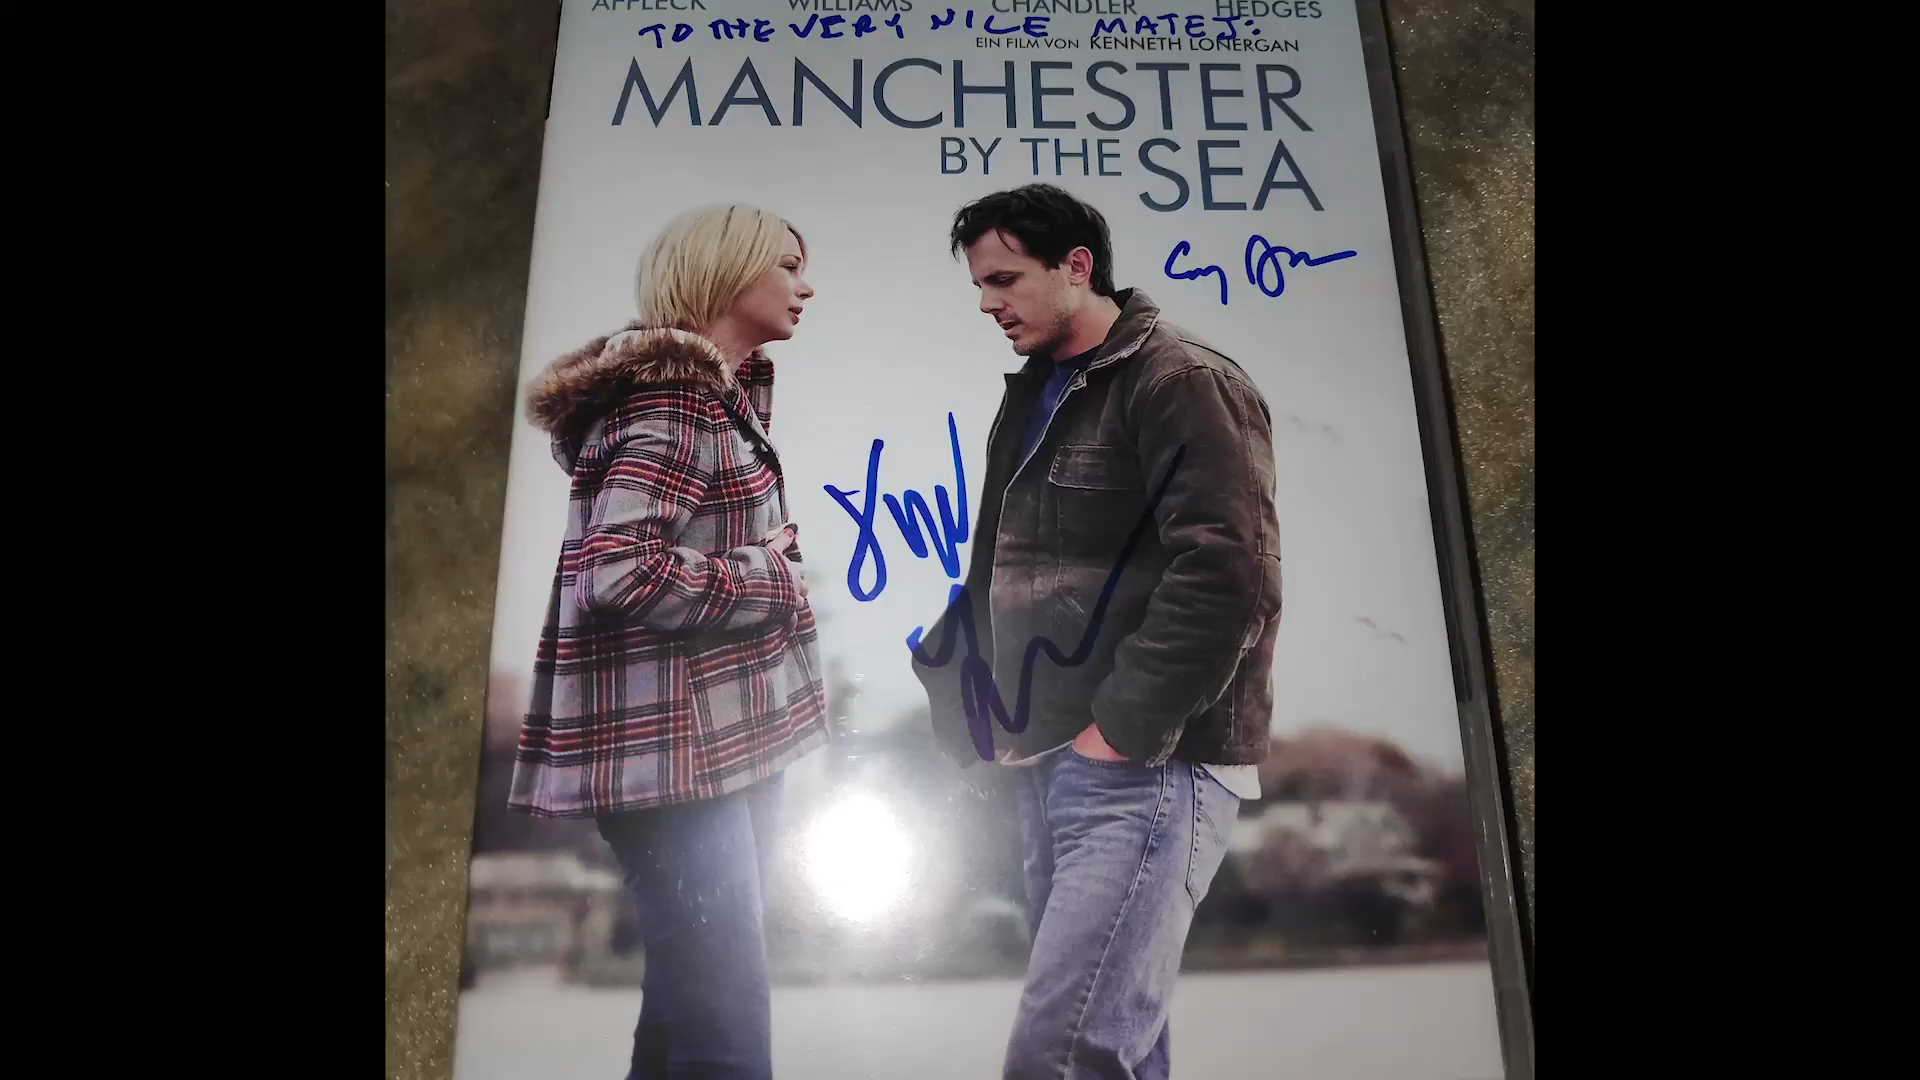 AFFLECK WILLIAMS CHANDLER HEDGES
TO THE VERY NICE MATEJ:
EIN FILM VON KENNETH LONERGAN
MANCHESTER
BY THE SEA